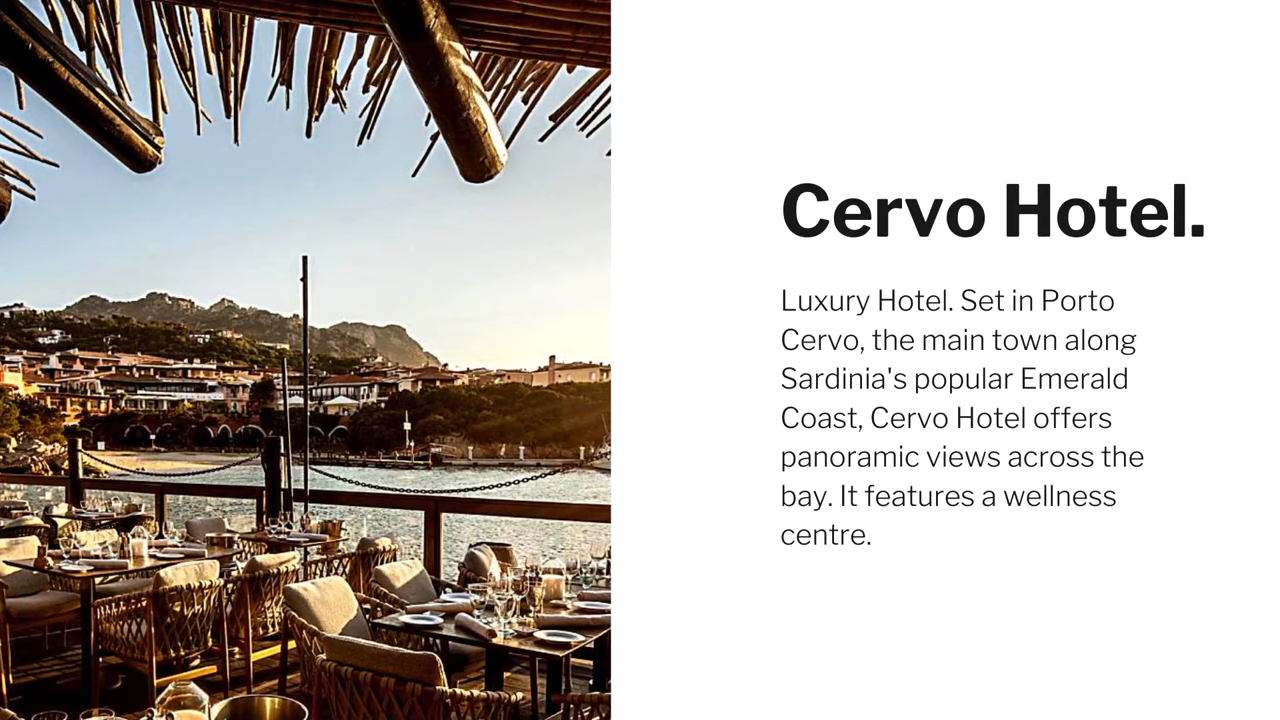 Cervo Hotel.
Luxury Hotel. Set in Porto
Cervo, the main town along
Sardinia's popular Emerald
Coast, Cervo Hotel offers
panoramic views across the
bay. It features a wellness
centre.